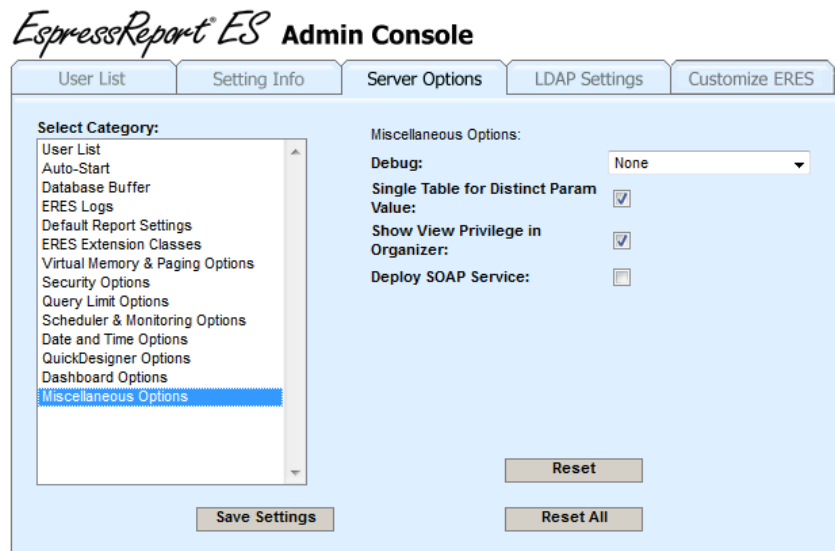 EspressReport® ES Admin Console
User List Setting Info Server Options LDAP Settings Customize ERES
Select Category:
User List
Auto-Start
Database Buffer
ERES Logs
Default Report Settings
ERES Extension Classes
Virtual Memory & Paging Options
Security Options
Query Limit Options
Scheduler & Monitoring Options
Date and Time Options
QuickDesigner Options
Dashboard Options
Miscellaneous Options
Miscellaneous Options:
Debug: None
Single Table for Distinct Param
Value:
Show View Privilege in
Organizer:
Deploy SOAP Service:
Reset
Save Settings Reset All